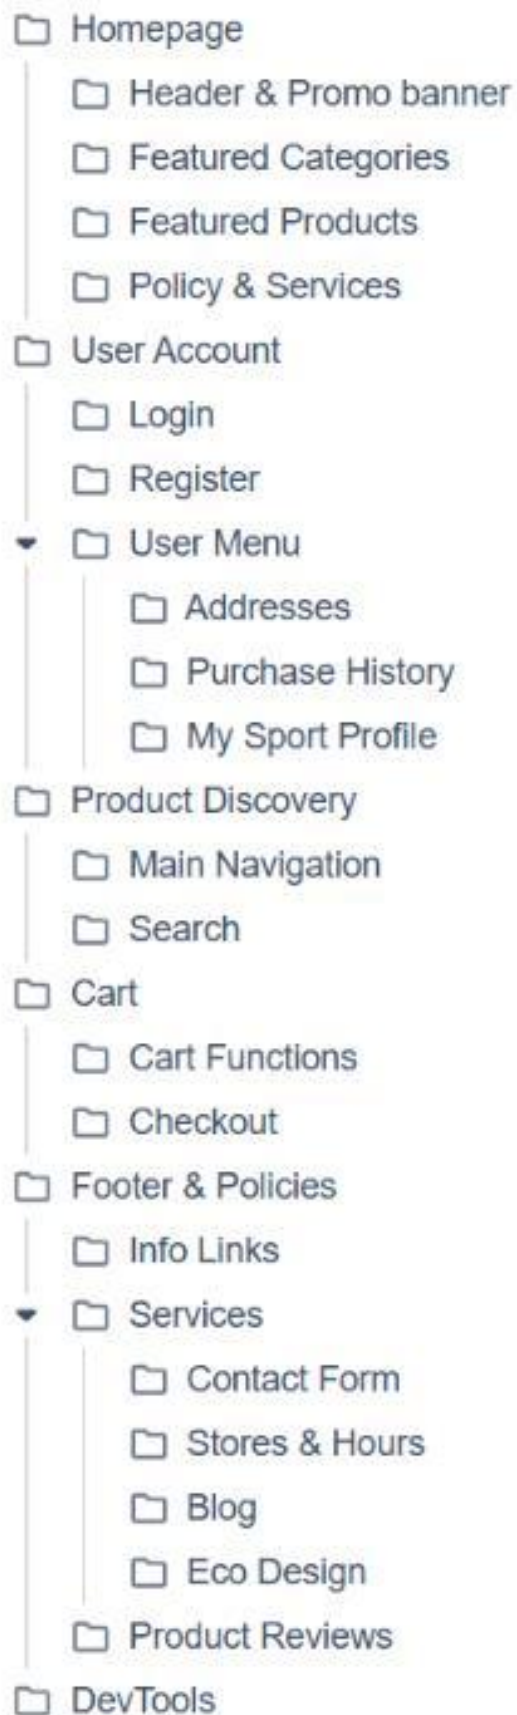 Homepage
Header & Promo banner
Featured Categories
Featured Products
Policy & Services
User Account
Login
Register
User Menu
Addresses
Purchase History
My Sport Profile
Product Discovery
Main Navigation
Search
Cart
Cart Functions
Checkout
Footer & Policies
Info Links
Services
Contact Form
Stores & Hours
Blog
Eco Design
Product Reviews
DevTools